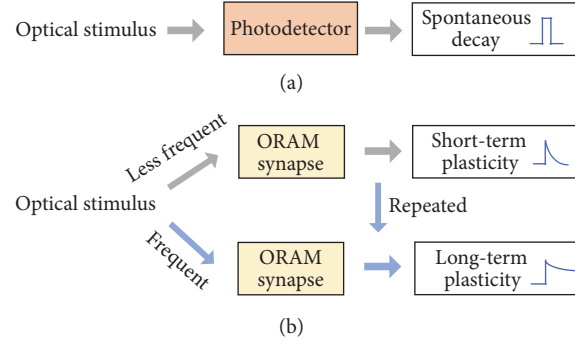 Optical stimulus
Photodetector
Spontaneous
decay
(a)
Less frequent
ORAM
synapse
Short-term
plasticity
Optical stimulus
Repeated
Frequent
ORAM
synapse
Long-term
plasticity
(b)